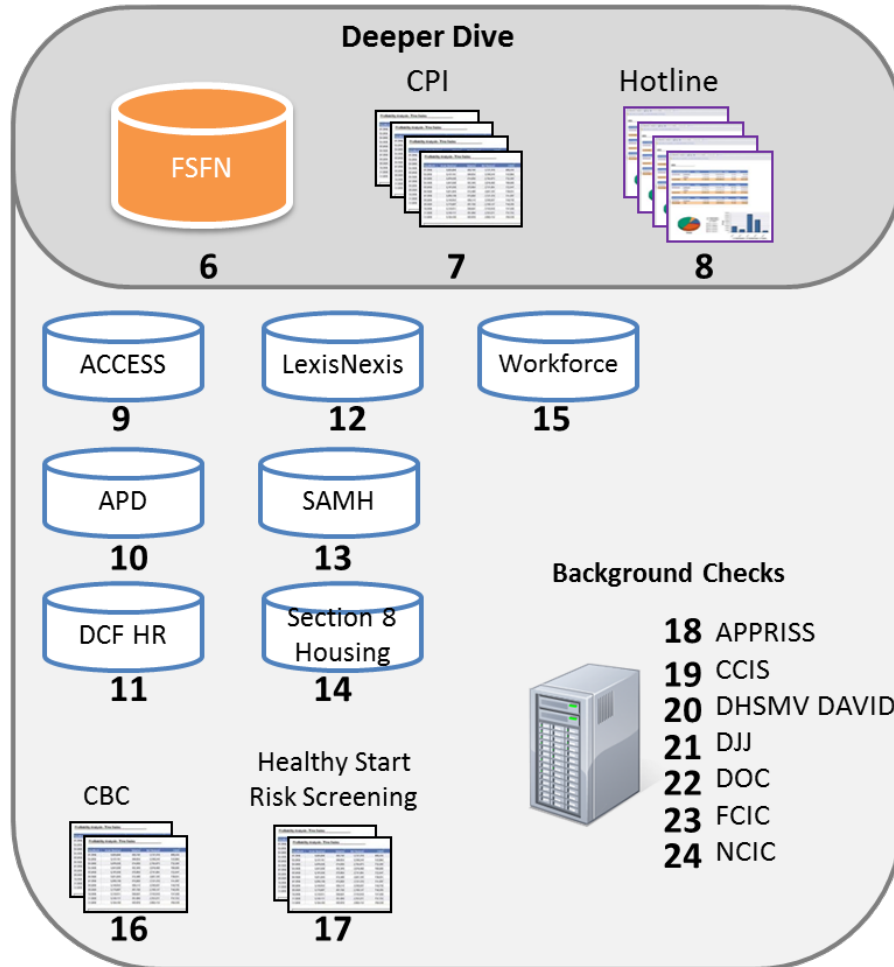 Deeper Dive
CPI
Hotline
FSFN
6
7
8
ACCESS
LexisNexis
Workforce
9
12
15
APD
SAMH
10
13
DCF HR
Section 8
Housing
11
14
Background Checks
18 APPRISS
19 CCIS
20 DHSMV DAVID
21 DJJ
22 DOC
23 FCIC
24 NCIC
CBC
Healthy Start
Risk Screening
16
17